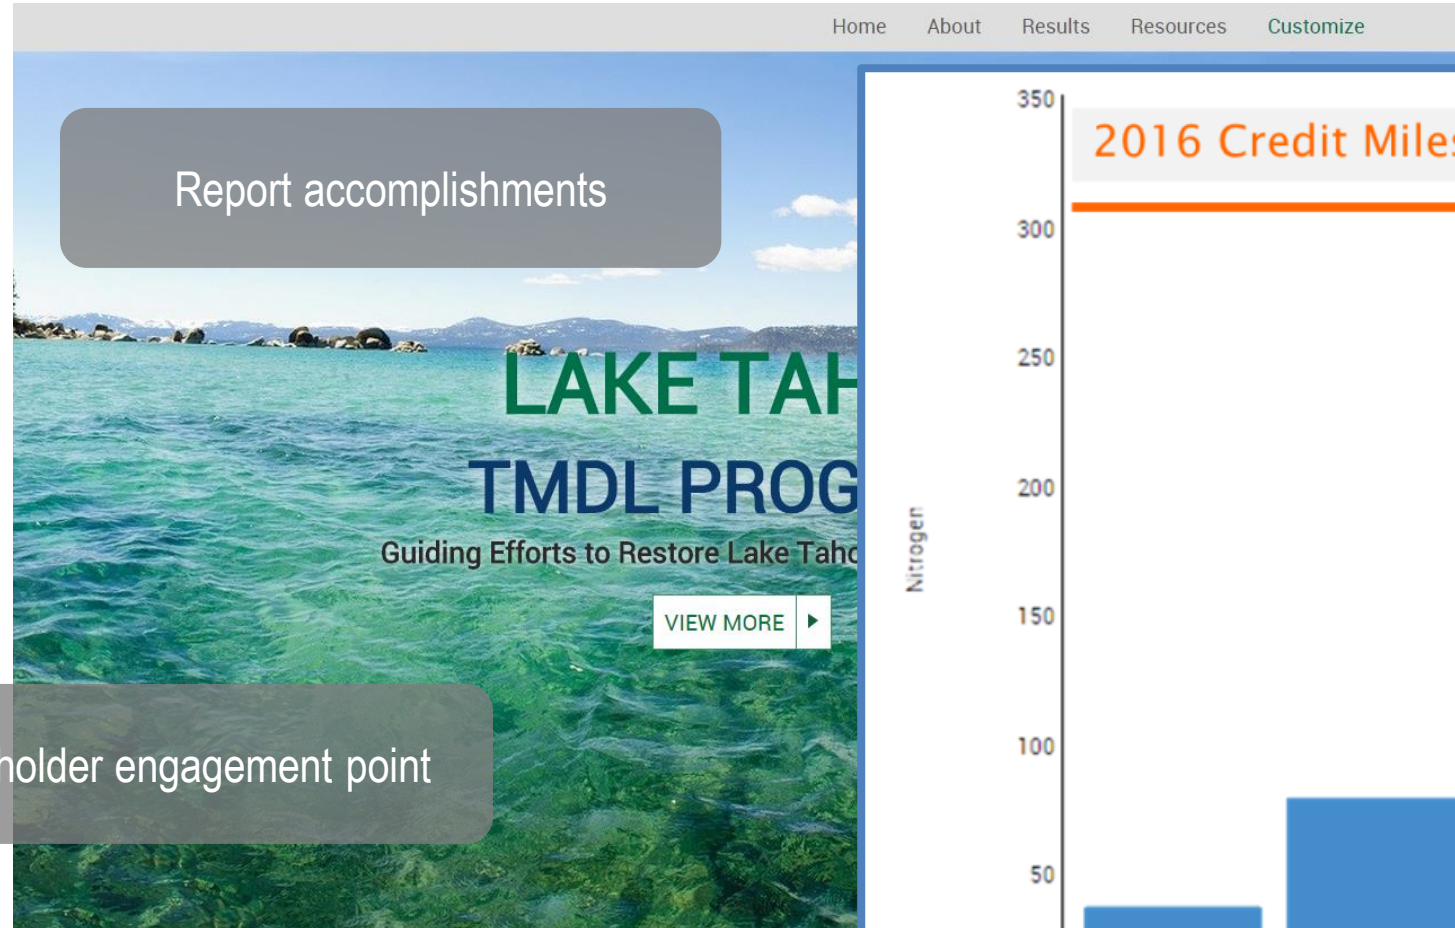 Home About Results Resources Customize
Report accomplishments
LAKE TAH
TMDL PROG
Guiding Efforts to Restore Lake Taho
VIEW MORE
holder engagement point
350
2016 Credit Miles
300
250
200
Nitrogen
150
100
50